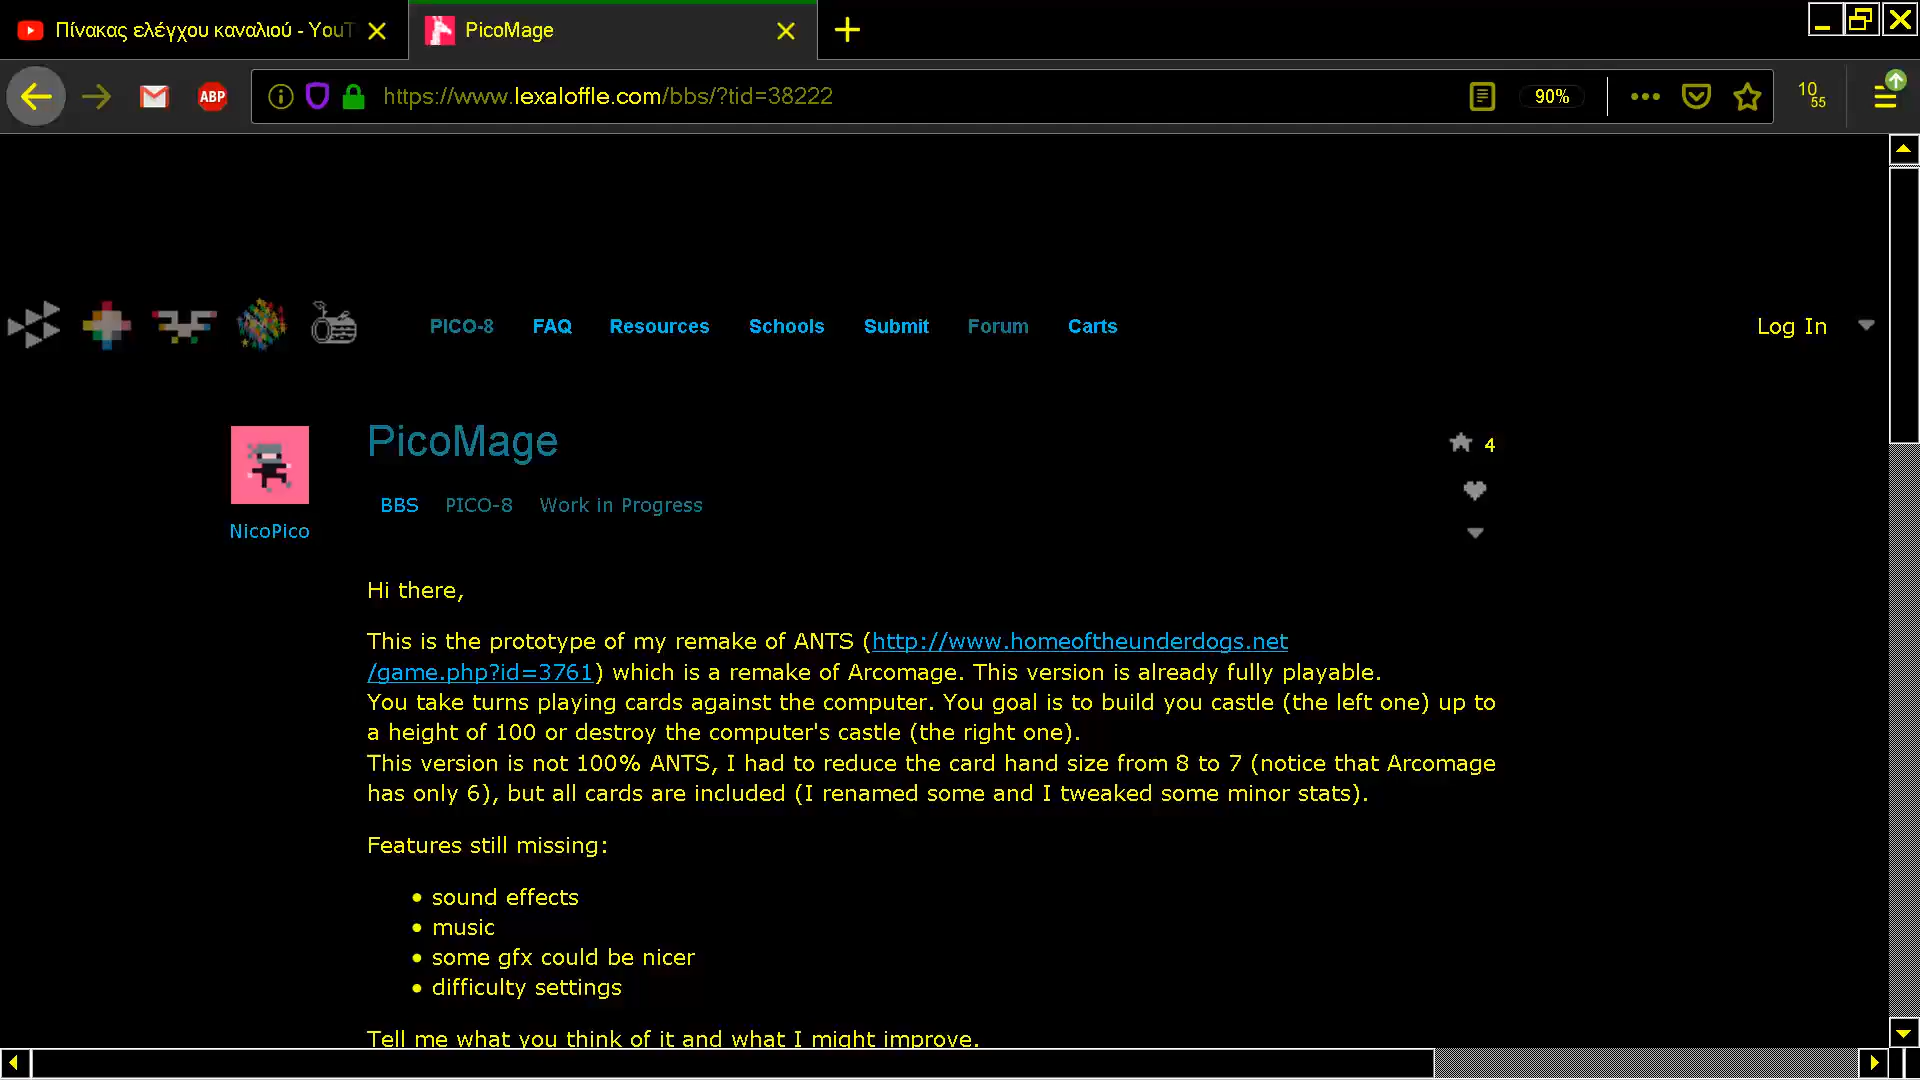 Πίνακας ελέγχου καναλιού - YouT
PicoMage
ABP
https://www.lexaloffle.com/bbs/?tid=38222
90%
10
55
PICO-8
FAQ
Resources
Schools
Submit
Forum
Carts
Log In
PicoMage
4
BBS
PICO-8
Work in Progress
NicoPico
Hi there,
This is the prototype of my remake of ANTS (http://www.homeoftheunderdogs.net
/game.php?id=3761) which is a remake of Arcomage. This version is already fully playable.
You take turns playing cards against the computer. You goal is to build you castle (the left one) up to
a height of 100 or destroy the computer's castle (the right one).
This version is not 100% ANTS, I had to reduce the card hand size from 8 to 7 (notice that Arcomage
has only 6), but all cards are included (I renamed some and I tweaked some minor stats).
Features still missing:
• sound effects
• music
• some gfx could be nicer
• difficulty settings
Tell me what you think of it and what I might improve.